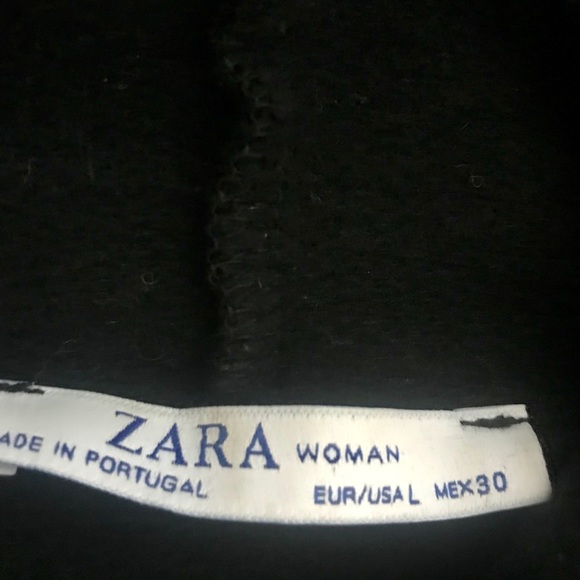 ZARA WOMAN
ADE IN PORTUGAL
EUR/USA L MEX30